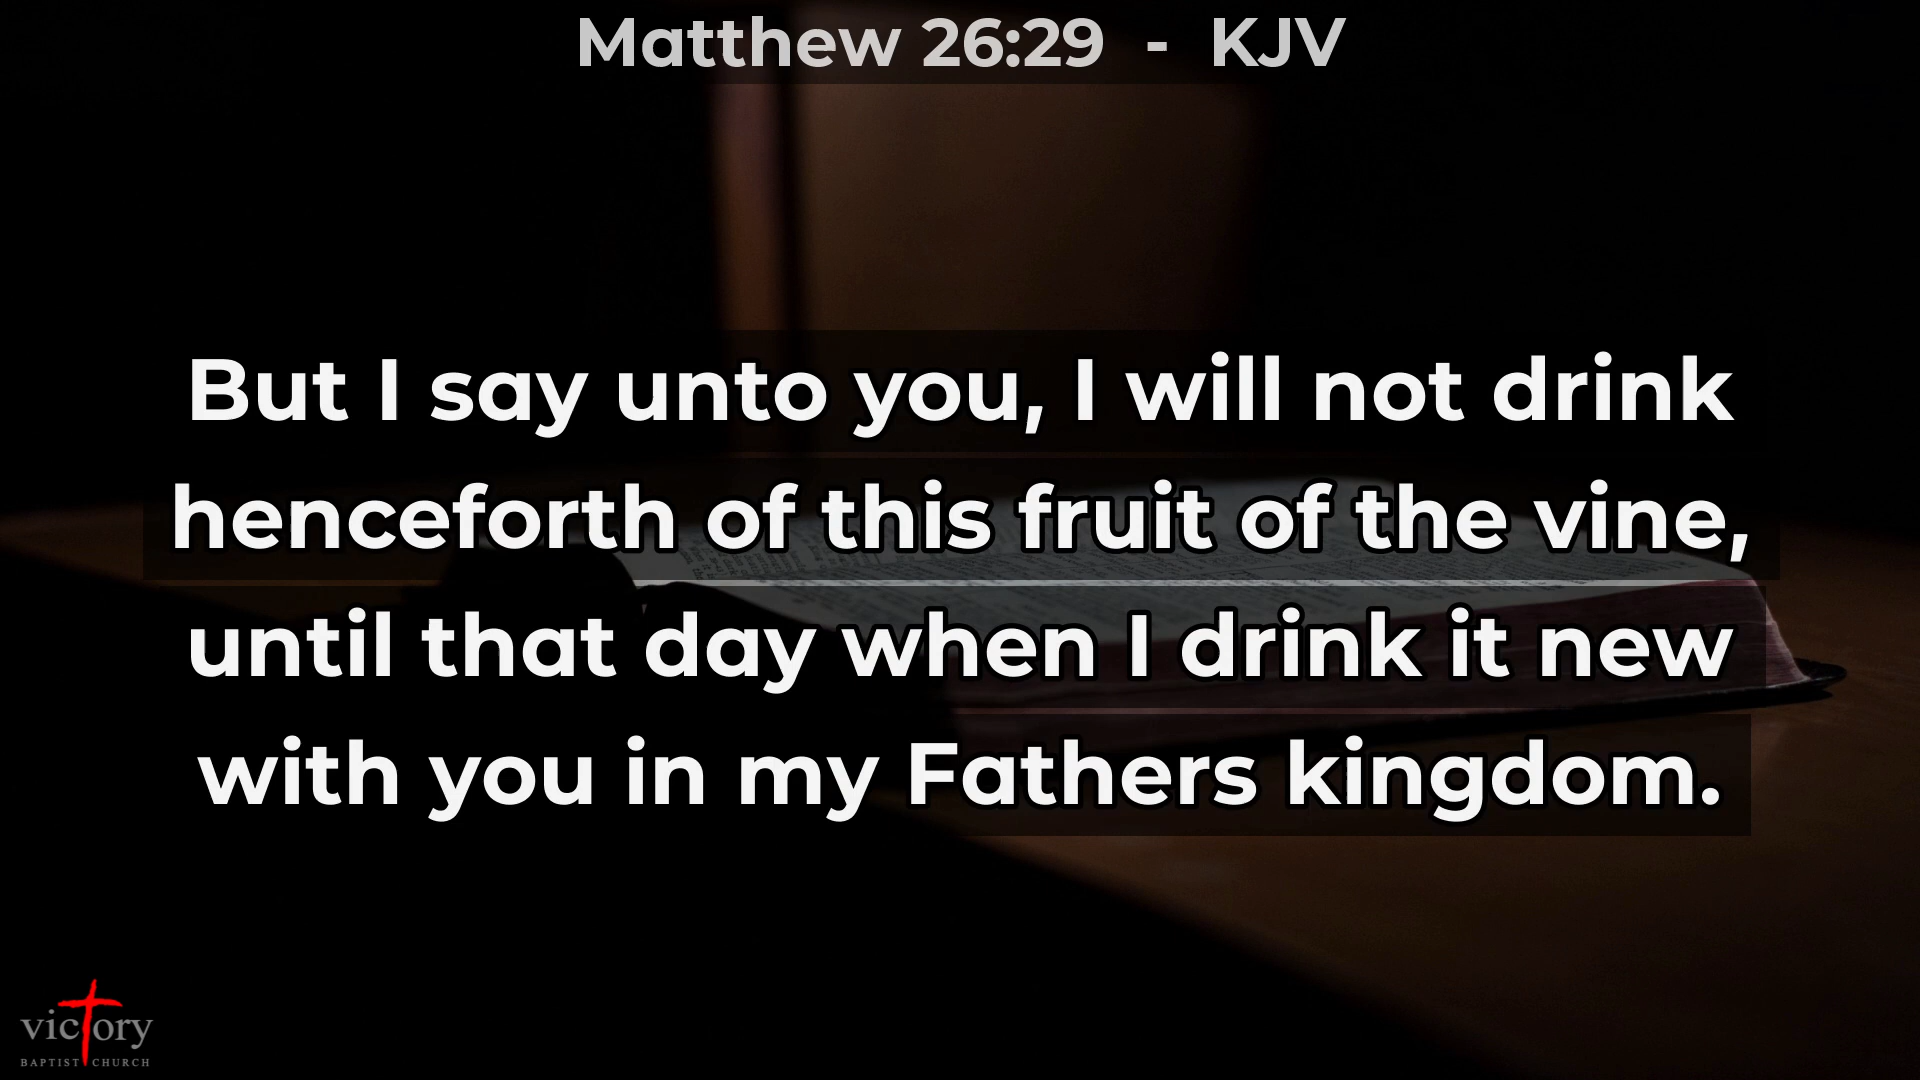 Matthew 26:29 - KJV
But I say unto you, I will not drink
henceforth of this fruit of the vine,
until that day when I drink it new
with you in my Fathers kingdom.
victory
BAPTIST CHURCH